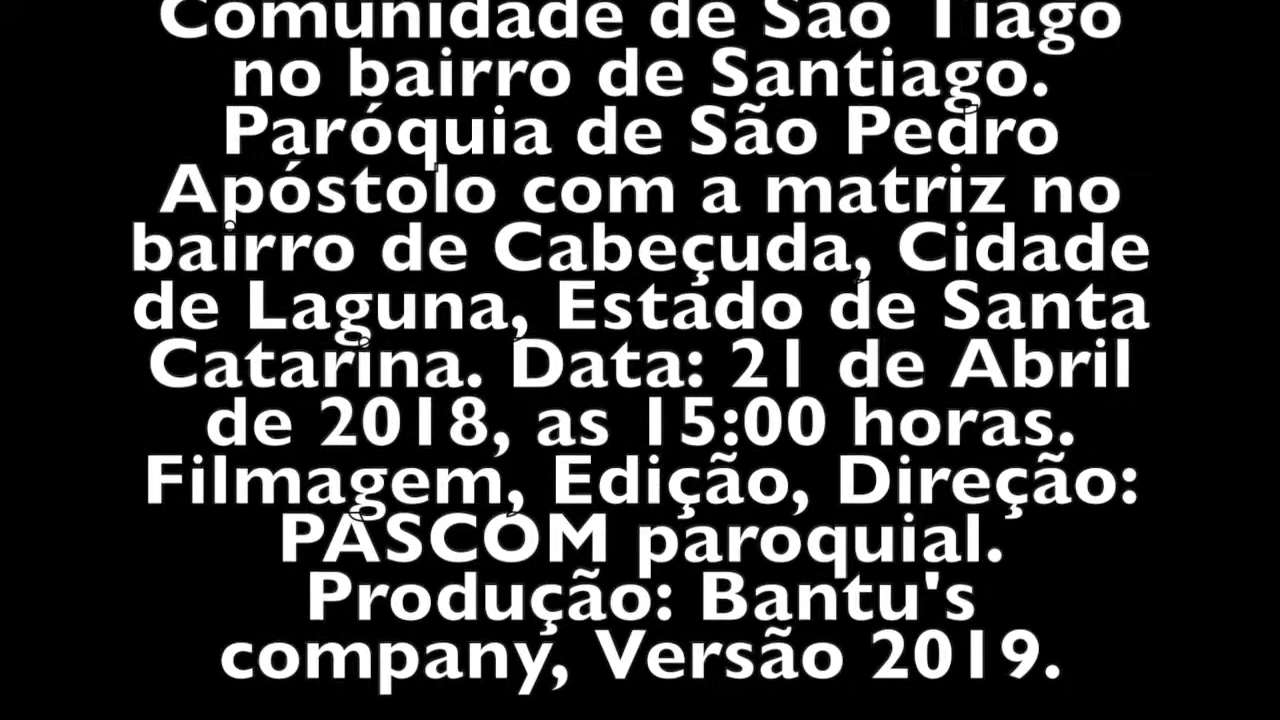 Comunidade de São Tiago
no bairro de Santiago.
Paróquia de São Pedro
Apóstolo com a matriz no
bairro de Cabeçuda, Cidade
de Laguna, Estado de Santa
Catarina. Data: 21 de Abril
de 2018, as 15:00 horas.
Filmagem, Edição, Direção:
PASCOM paroquial.
Produção: Bantu's
company, Versão 2019.